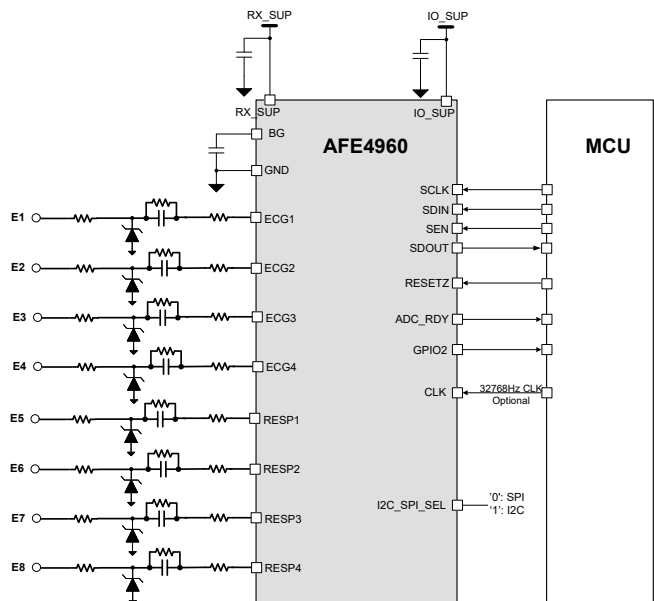 RX_SUP
IO_SUP
RX_SUP
IO_SUP
BG
AFE4960
MCU
GND
SCLK
E1
ECG1
SDIN
SEN
SDOUT
E2
ECG2
RESETZ
E3
ECG3
ADC_RDY
GPIO2
E4
ECG4
CLK
32768Hz CLK
Optional
E5
RESP1
E6
RESP2
I2C_SPI_SEL
'0': SPI
'1': I2C
E7
RESP3
E8
RESP4